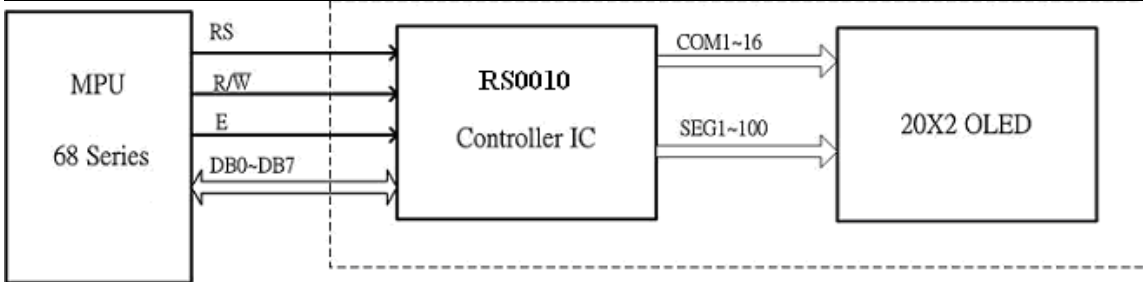 MPU
68 Series
RS
R/W̅
E
DB0~DB7
RS0010
Controller IC
COM1~16
SEG1~100
20X2 OLED